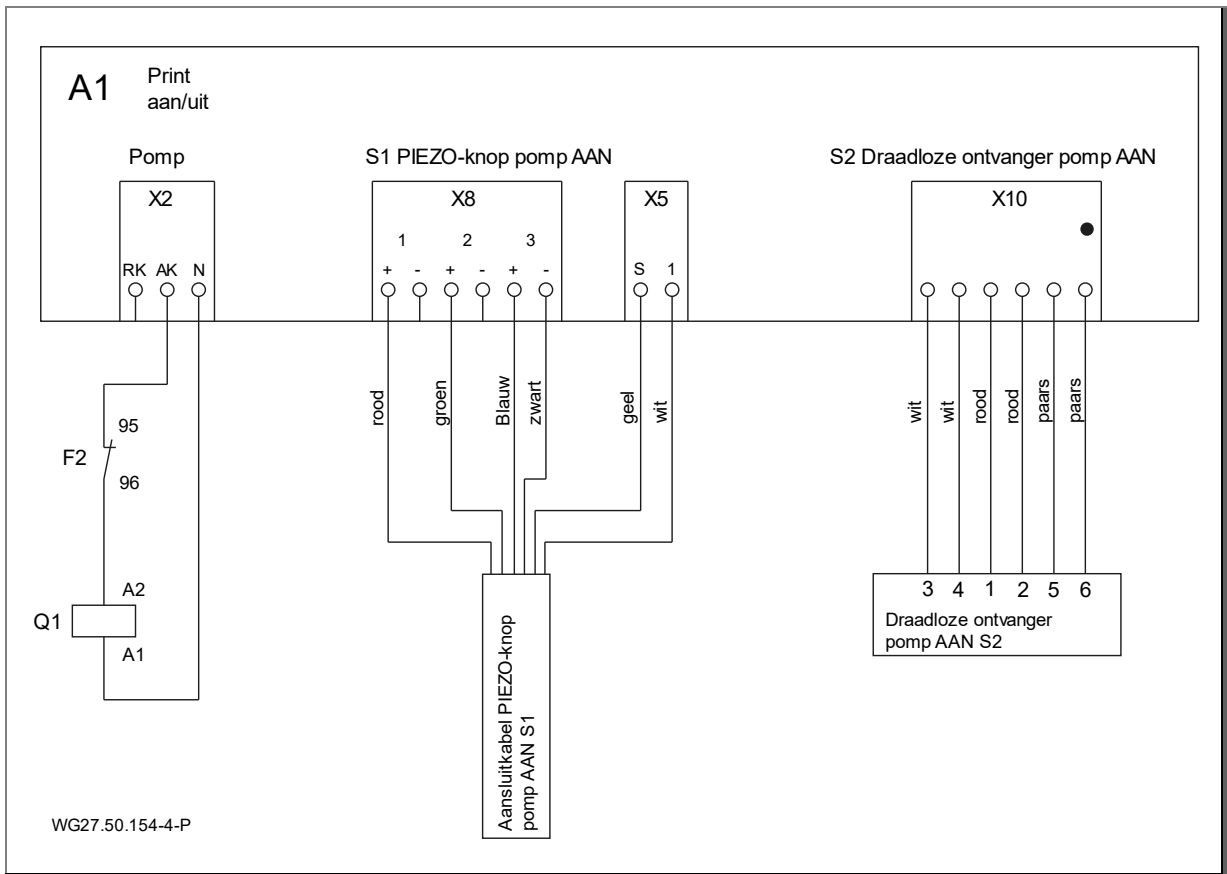 A1
Print
aan/uit
Pomp
S1 PIEZO-knop pomp AAN
S2 Draadloze ontvanger pomp AAN
X2
X8
X5
X10
1 2 3
RK AK N
+ - + - + -
S 1
rood
groen
Blauw
zwart
geel
wit
wit
wit
rood
rood
paars
paars
95
F2
96
A2
Q1
A1
3 4 1 2 5 6
Draadloze ontvanger
pomp AAN S2
Aansluitkabel PIEZO-knop
pomp AAN S1
WG27.50.154-4-P